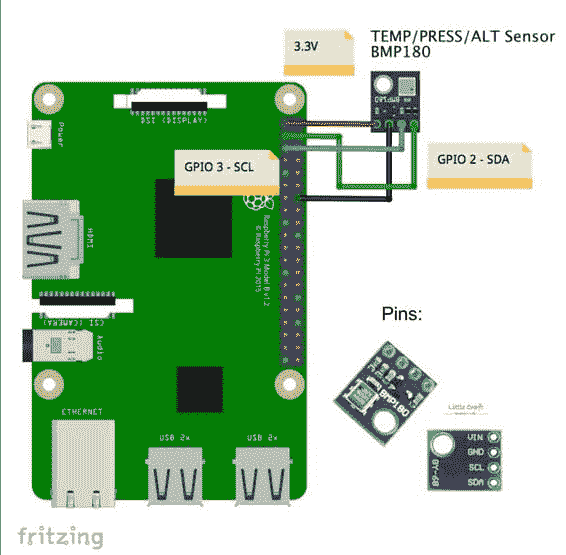 TEMP/PRESS/ALT Sensor
BMP180
3.3V
DSI (DISPLAY)
Power
BMP180
GPIO 3 - SCL
GPIO 2 - SDA
HDMI
Raspberry Pi 3 Model B v1.2
© Raspberry Pi 2015
CSI (CAMERA)
Audio
Pins:
BMP180
Little Craft
ETHERNET
USB 2x
USB 2x
VIN
GND
SCL
SDA
GY-68
fritzing